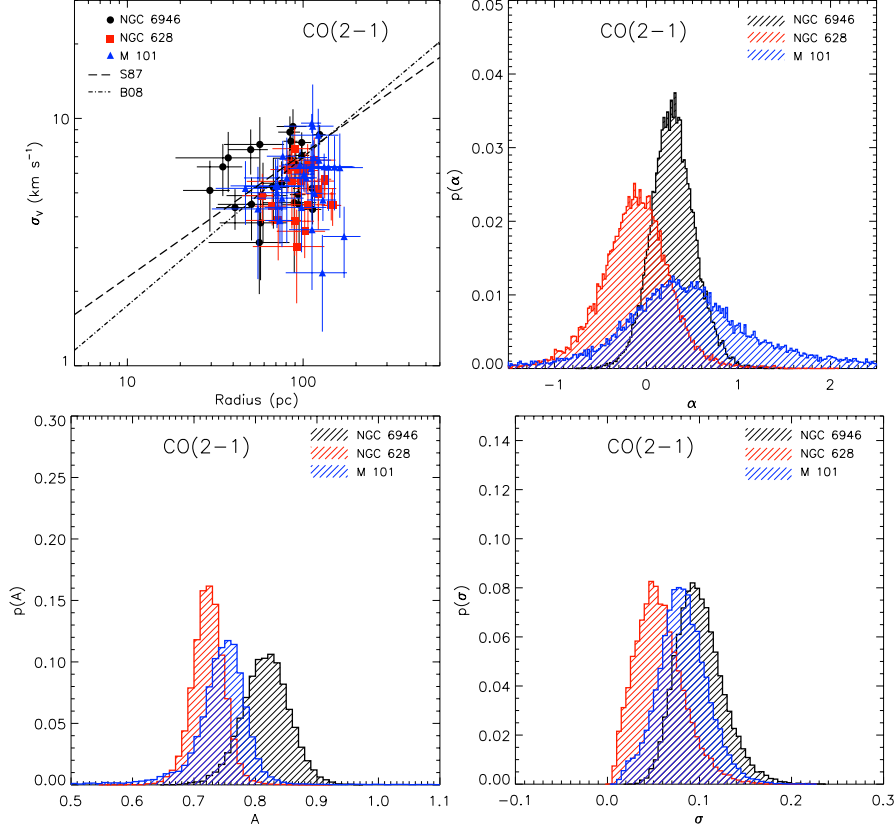 NGC 6946
NGC 628
M 101
S87
B08
CO(2−1)
10
1
σv (km s−1)
10
100
Radius (pc)
CO(2−1)
NGC 6946
NGC 628
M 101
0.05
0.04
0.03
0.02
0.01
0.00
p(α)
−1
0
1
2
α
CO(2−1)
NGC 6946
NGC 628
M 101
0.30
0.25
0.20
0.15
0.10
0.05
0.00
p(A)
0.5
0.6
0.7
0.8
0.9
1.0
1.1
A
CO(2−1)
NGC 6946
NGC 628
M 101
0.14
0.12
0.10
0.08
0.06
0.04
0.02
0.00
p(σ)
−0.1
0.0
0.1
0.2
0.3
σ